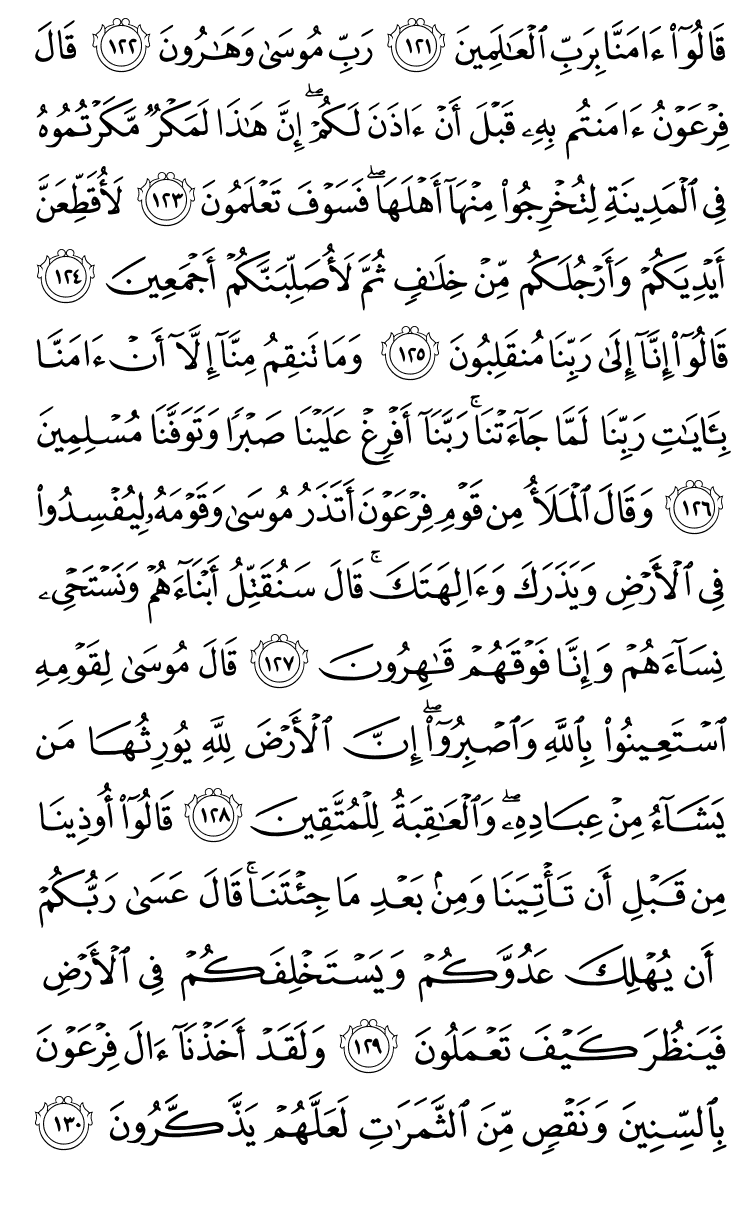 قَالُوٓا۟ ءَامَنَّا بِرَبِّ ٱلْعَـٰلَمِينَ ١٢١ رَبِّ مُوسَىٰ وَهَـٰرُونَ ١٢٢ قَالَ
فِرْعَوْنُ ءَامَنتُم بِهِۦ قَبْلَ أَنْ ءَاذَنَ لَكُمْ ۖ إِنَّ هَـٰذَا لَمَكْرٌ مَّكَرْتُمُوهُ
فِى ٱلْمَدِينَةِ لِتُخْرِجُوا۟ مِنْهَآ أَهْلَهَا ۖ فَسَوْفَ تَعْلَمُونَ ١٢٣ لَأُقَطِّعَنَّ
أَيْدِيَكُمْ وَأَرْجُلَكُم مِّنْ خِلَـٰفٍ ثُمَّ لَأُصَلِّبَنَّكُمْ أَجْمَعِينَ ١٢٤
قَالُوٓا۟ إِنَّآ إِلَىٰ رَبِّنَا مُنقَلِبُونَ ١٢٥ وَمَا تَنقِمُ مِنَّآ إِلَّآ أَنْ ءَامَنَّا
بِـَٔايَـٰتِ رَبِّنَا لَمَّا جَآءَتْنَا ۚ رَبَّنَآ أَفْرِغْ عَلَيْنَا صَبْرًا وَتَوَفَّنَا مُسْلِمِينَ
١٢٦ وَقَالَ ٱلْمَلَأُ مِن قَوْمِ فِرْعَوْنَ أَتَذَرُ مُوسَىٰ وَقَوْمَهُۥ لِيُفْسِدُوا۟
فِى ٱلْأَرْضِ وَيَذَرَكَ وَءَالِهَتَكَ ۚ قَالَ سَنُقَتِّلُ أَبْنَآءَهُمْ وَنَسْتَحْىِۦ
نِسَآءَهُمْ وَإِنَّا فَوْقَهُمْ قَـٰهِرُونَ ١٢٧ قَالَ مُوسَىٰ لِقَوْمِهِ
ٱسْتَعِينُوا۟ بِٱللَّهِ وَٱصْبِرُوٓا۟ ۖ إِنَّ ٱلْأَرْضَ لِلَّهِ يُورِثُهَا مَن
يَشَآءُ مِنْ عِبَادِهِۦ ۖ وَٱلْعَـٰقِبَةُ لِلْمُتَّقِينَ ١٢٨ قَالُوٓا۟ أُوذِينَا
مِن قَبْلِ أَن تَأْتِيَنَا وَمِنۢ بَعْدِ مَا جِئْتَنَا ۚ قَالَ عَسَىٰ رَبُّكُمْ
أَن يُهْلِكَ عَدُوَّكُمْ وَيَسْتَخْلِفَكُمْ فِى ٱلْأَرْضِ
فَيَنظُرَ كَيْفَ تَعْمَلُونَ ١٢٩ وَلَقَدْ أَخَذْنَآ ءَالَ فِرْعَوْنَ
بِٱلسِّنِينَ وَنَقْصٍ مِّنَ ٱلثَّمَرَٰتِ لَعَلَّهُمْ يَذَّكَّرُونَ ١٣٠